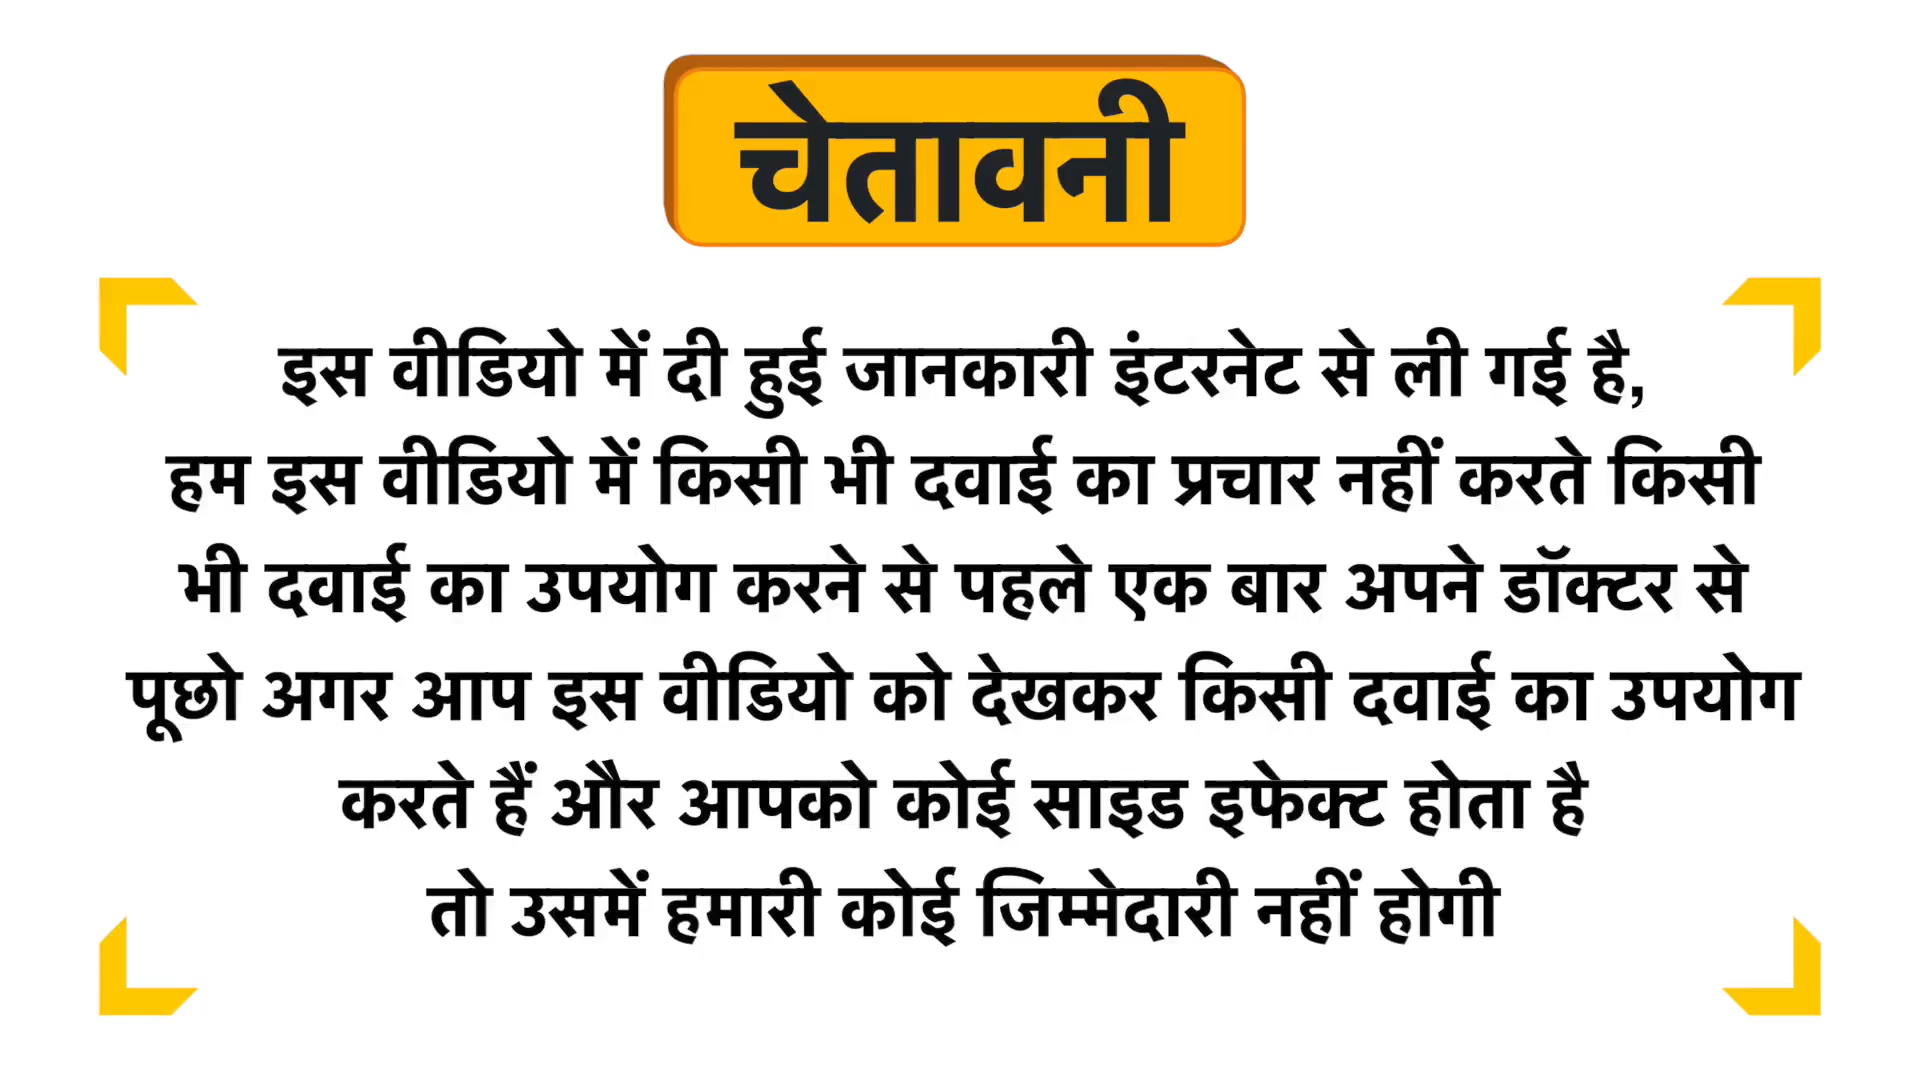 चेतावनी
इस वीडियो में दी हुई जानकारी इंटरनेट से ली गई है,
हम इस वीडियो में किसी भी दवाई का प्रचार नहीं करते किसी
भी दवाई का उपयोग करने से पहले एक बार अपने डॉक्टर से
पूछो अगर आप इस वीडियो को देखकर किसी दवाई का उपयोग
करते हैं और आपको कोई साइड इफेक्ट होता है
तो उसमें हमारी कोई जिम्मेदारी नहीं होगी